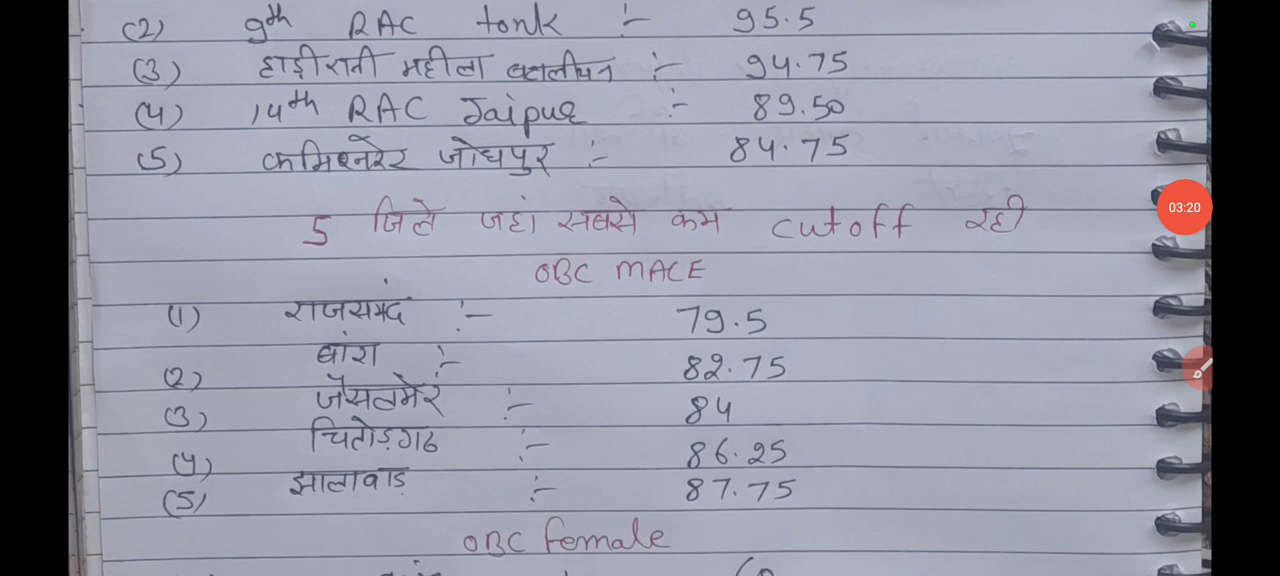 (2) 9th RAC tonk :- 95.5
(3) हाड़ीरानी महीला बतलीयन :- 94.75
(4) 14th RAC Jaipur :- 89.50
(5) कमिश्नरेर जोधपुर :- 84.75
5 जिले जहां सबसे कम cutoff रही
03:20
OBC MALE
(1) राजसमंद :- 79.5
(2) बांरा :- 82.75
(3) जैसलमेर :- 84
(4) चितोड़गढ :- 86.25
(5) झालावाड़ :- 87.75
OBC female